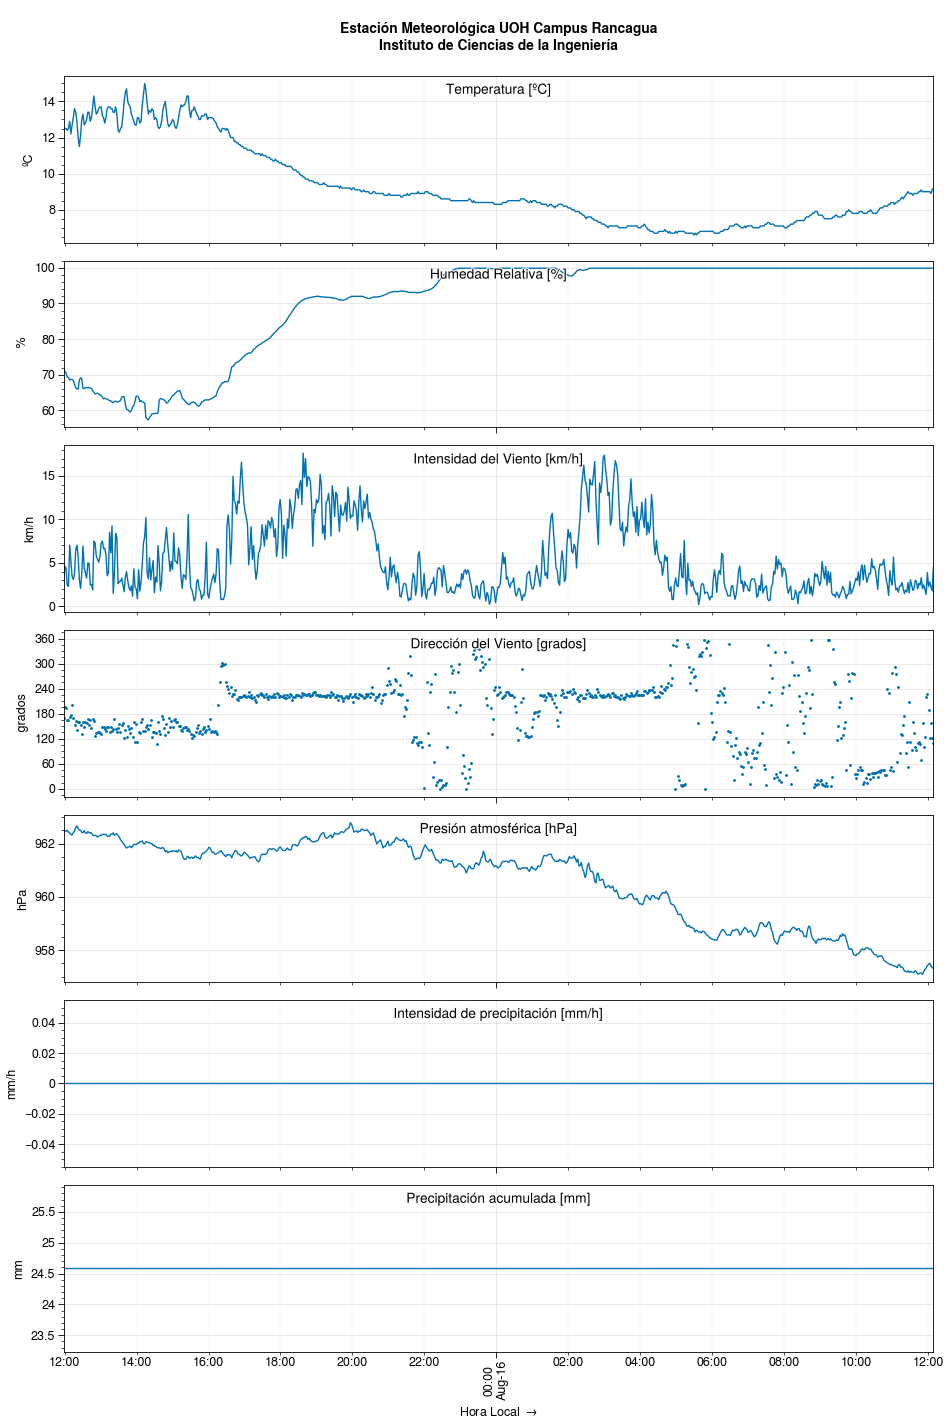 Estación Meteorológica UOH Campus Rancagua
Instituto de Ciencias de la Ingeniería
Temperatura [ºC]
14
12
10
8
ºC
Humedad Relativa [%]
100
90
80
70
60
%
Intensidad del Viento [km/h]
15
10
5
0
km/h
Dirección del Viento [grados]
360
300
240
180
120
60
0
grados
Presión atmosférica [hPa]
962
960
958
hPa
Intensidad de precipitación [mm/h]
0.04
0.02
0
−0.02
−0.04
mm/h
Precipitación acumulada [mm]
25.5
25
24.5
24
23.5
mm
12:00 14:00 16:00 18:00 20:00 22:00 00:00 02:00 04:00 06:00 08:00 10:00 12:00
Aug-16
Hora Local →